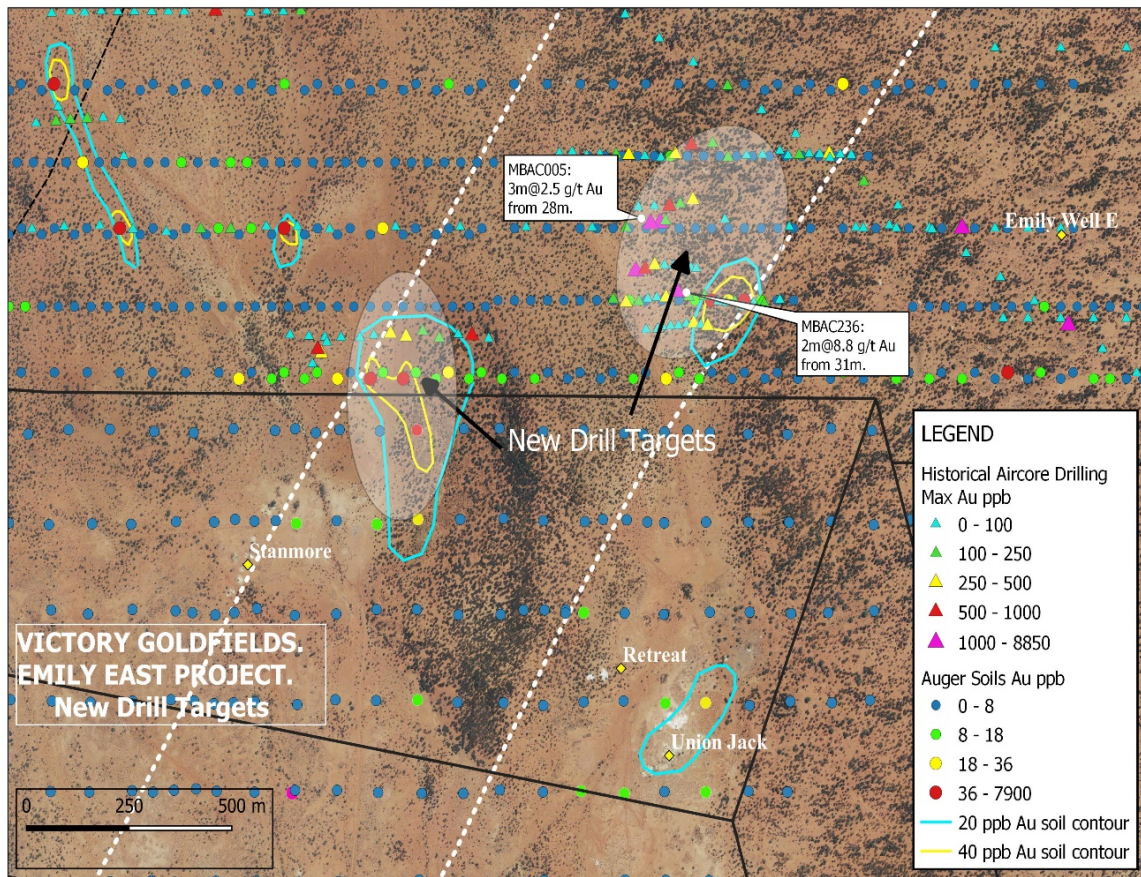 MBAC005:
3m@2.5 g/t Au
from 28m.
Emily Well E
MBAC236:
2m@8.8 g/t Au
from 31m.
New Drill Targets
Stanmore
Retreat
Union Jack
VICTORY GOLDFIELDS.
EMILY EAST PROJECT.
New Drill Targets
0 250 500 m
LEGEND
Historical Aircore Drilling
Max Au ppb
0 - 100
100 - 250
250 - 500
500 - 1000
1000 - 8850
Auger Soils Au ppb
0 - 8
8 - 18
18 - 36
36 - 7900
20 ppb Au soil contour
40 ppb Au soil contour